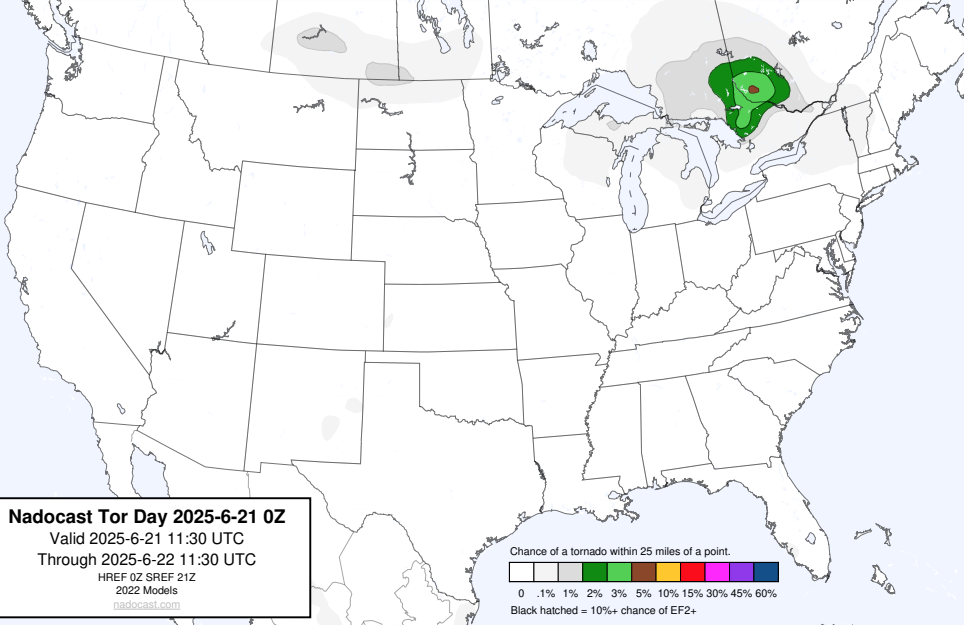 Nadocast Tor Day 2025-6-21 0Z
Valid 2025-6-21 11:30 UTC
Through 2025-6-22 11:30 UTC
HREF 0Z SREF 21Z
2022 Models
nadocast.com
Chance of a tornado within 25 miles of a point.
0 .1% 1% 2% 3% 5% 10% 15% 30% 45% 60%
Black hatched = 10%+ chance of EF2+